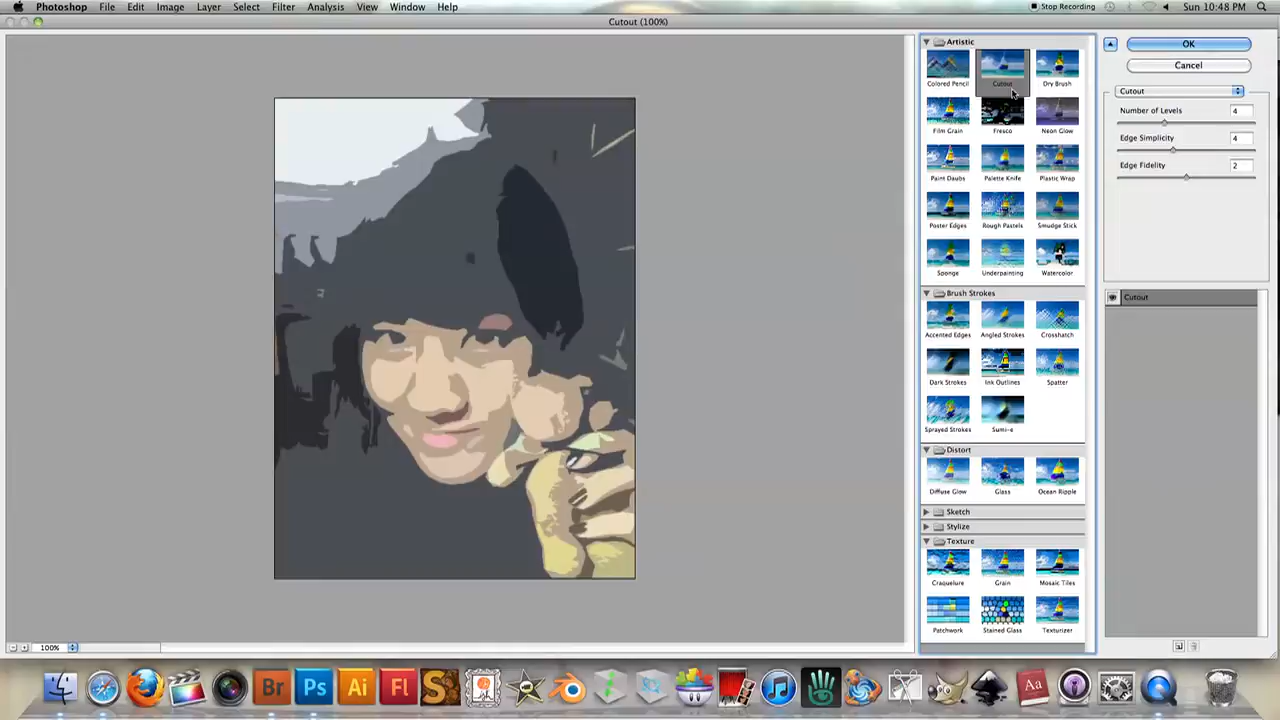 Photoshop File Edit Image Layer Select Filter Analysis View Window Help
Stop Recording
Sun 10:48 PM
Cutout (100%)
Artistic
Colored Pencil Cutout Dry Brush
Film Grain Fresco Neon Glow
Paint Daubs Palette Knife Plastic Wrap
Poster Edges Rough Pastels Smudge Stick
Sponge Underpainting Watercolor
Brush Strokes
Accented Edges Angled Strokes Crosshatch
Dark Strokes Ink Outlines Spatter
Sprayed Strokes Sumi-e
Distort
Diffuse Glow Glass Ocean Ripple
Sketch
Stylize
Texture
Craquelure Grain Mosaic Tiles
Patchwork Stained Glass Texturizer
OK
Cancel
Cutout
Number of Levels 4
Edge Simplicity 4
Edge Fidelity 2
Cutout
100%
Br Ps Ai Fl
Aa